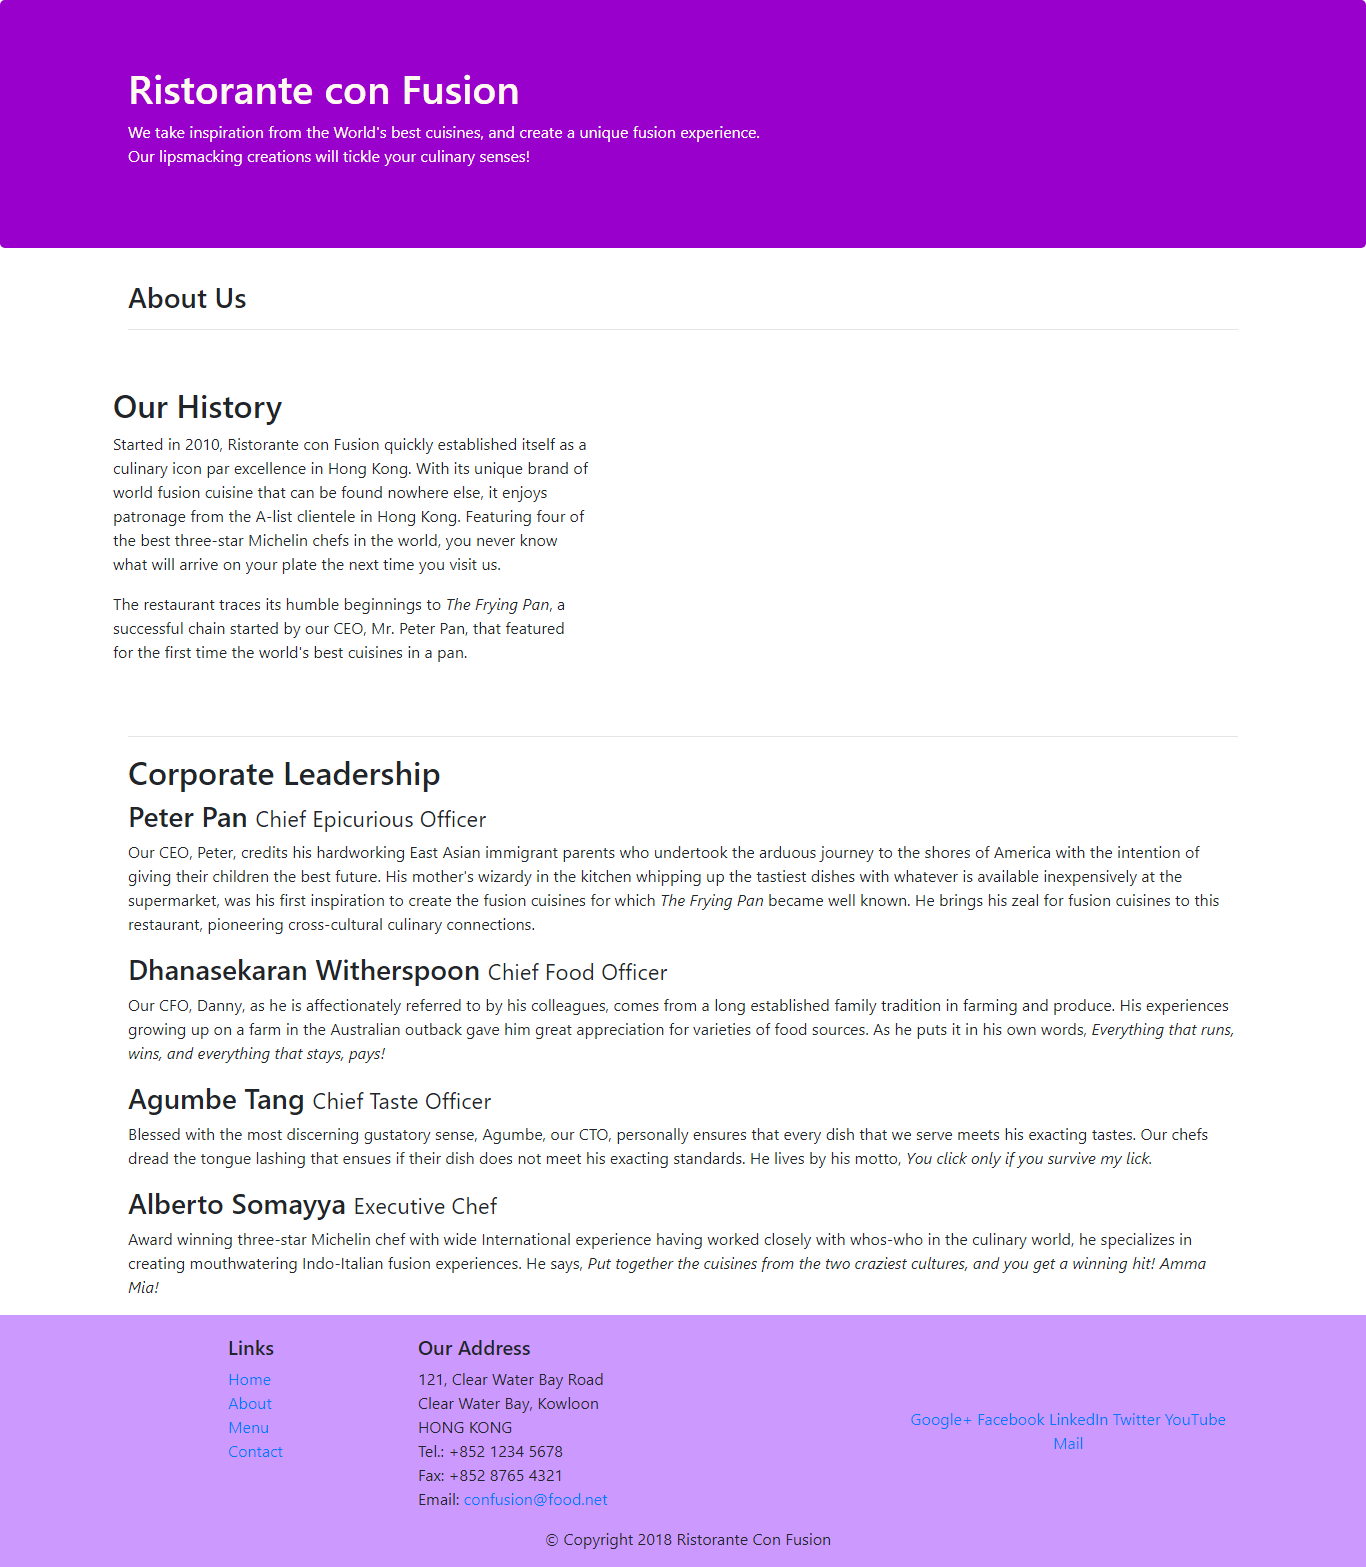 Ristorante con Fusion
We take inspiration from the World's best cuisines, and create a unique fusion experience.
Our lipsmacking creations will tickle your culinary senses!
About Us
Our History
Started in 2010, Ristorante con Fusion quickly established itself as a
culinary icon par excellence in Hong Kong. With its unique brand of
world fusion cuisine that can be found nowhere else, it enjoys
patronage from the A-list clientele in Hong Kong. Featuring four of
the best three-star Michelin chefs in the world, you never know
what will arrive on your plate the next time you visit us.
The restaurant traces its humble beginnings to The Frying Pan, a
successful chain started by our CEO, Mr. Peter Pan, that featured
for the first time the world's best cuisines in a pan.
Corporate Leadership
Peter Pan Chief Epicurious Officer
Our CEO, Peter, credits his hardworking East Asian immigrant parents who undertook the arduous journey to the shores of America with the intention of
giving their children the best future. His mother's wizardy in the kitchen whipping up the tastiest dishes with whatever is available inexpensively at the
supermarket, was his first inspiration to create the fusion cuisines for which The Frying Pan became well known. He brings his zeal for fusion cuisines to this
restaurant, pioneering cross-cultural culinary connections.
Dhanasekaran Witherspoon Chief Food Officer
Our CFO, Danny, as he is affectionately referred to by his colleagues, comes from a long established family tradition in farming and produce. His experiences
growing up on a farm in the Australian outback gave him great appreciation for varieties of food sources. As he puts it in his own words, Everything that runs,
wins, and everything that stays, pays!
Agumbe Tang Chief Taste Officer
Blessed with the most discerning gustatory sense, Agumbe, our CTO, personally ensures that every dish that we serve meets his exacting tastes. Our chefs
dread the tongue lashing that ensues if their dish does not meet his exacting standards. He lives by his motto, You click only if you survive my lick.
Alberto Somayya Executive Chef
Award winning three-star Michelin chef with wide International experience having worked closely with whos-who in the culinary world, he specializes in
creating mouthwatering Indo-Italian fusion experiences. He says, Put together the cuisines from the two craziest cultures, and you get a winning hit! Amma
Mia!
Links
Home
About
Menu
Contact
Our Address
121, Clear Water Bay Road
Clear Water Bay, Kowloon
HONG KONG
Tel.: +852 1234 5678
Fax: +852 8765 4321
Email: confusion@food.net
Google+ Facebook LinkedIn Twitter YouTube
Mail
© Copyright 2018 Ristorante Con Fusion